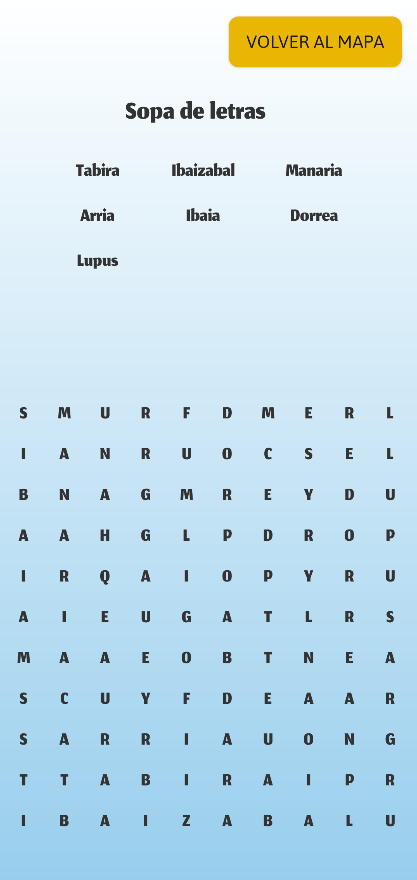 VOLVER AL MAPA
Sopa de letras
Tabira Ibaizabal Manaria
Arria Ibaia Dorrea
Lupus
S M U R F D M E R L
I A N R U O C S E L
B N A G M R E Y D U
A A H G L P D R O P
I R Q A I O P Y R U
A I E U G A T L R S
M A A E O B T N E A
S C U Y F D E A A R
S A R R I A U O N G
T T A B I R A I P R
I B A I Z A B A L U